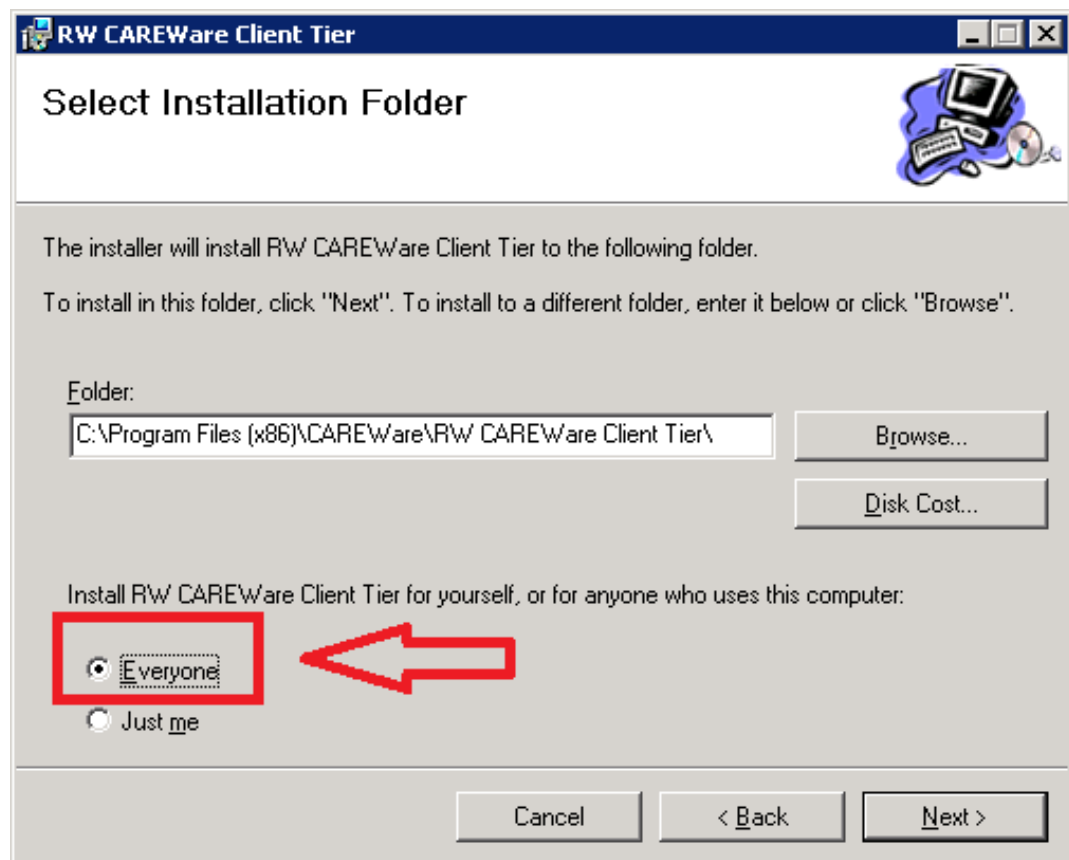 RW CAREWare Client Tier
Select Installation Folder
The installer will install RW CAREWare Client Tier to the following folder.
To install in this folder, click "Next". To install to a different folder, enter it below or click "Browse".
Folder:
C:\Program Files (x86)\CAREWare\RW CAREWare Client Tier\
Browse...
Disk Cost...
Install RW CAREWare Client Tier for yourself, or for anyone who uses this computer:
Everyone
Just me
Cancel
< Back
Next >